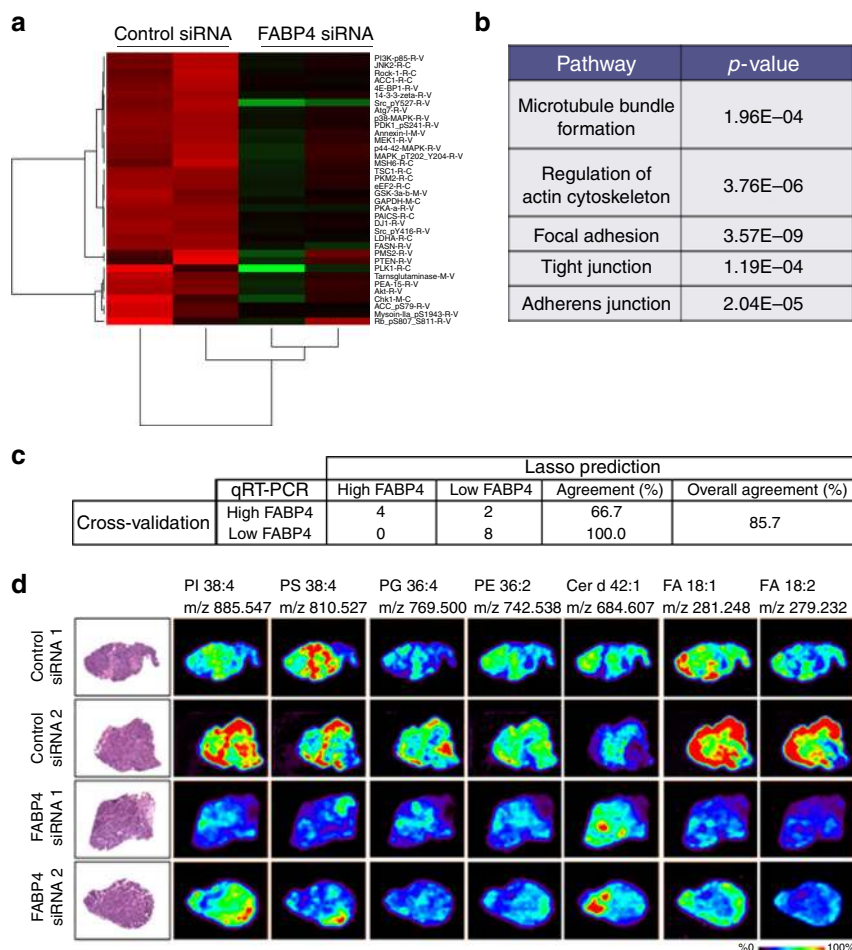 a
Control siRNA FABP4 siRNA
PI3K-p85-R-V
JNK2-R-C
Rock-1-R-C
ACC1-R-C
4E-BP1-R-V
14-3-3-zeta-R-V
Src_pY527-R-V
Atg7-R-V
p38-MAPK-R-V
PDK1_pS241-R-V
Annexin-I-M-V
MEK1-R-V
p44-42-MAPK-R-V
MAPK_pT202_Y204-R-V
MSH6-R-C
TSC1-R-C
PKM2-R-C
eEF2-R-C
GSK-3a-b-M-V
GAPDH-M-C
PKA-a-R-V
PAICS-R-C
DJ1-R-V
Src_pY416-R-V
LDHA-R-C
FASN-R-V
PMS2-R-V
PTEN-R-V
PLK1-R-C
Tarnsglutaminase-M-V
PEA-15-R-V
Akt-R-V
Chk1-M-C
ACC_pS79-R-V
Mysoin-IIa_pS1943-R-V
Rb_pS807_S811-R-V
b
Pathway p-value
Microtubule bundle
formation
1.96E–04
Regulation of
actin cytoskeleton
3.76E–06
Focal adhesion 3.57E–09
Tight junction 1.19E–04
Adherens junction 2.04E–05
c
Lasso prediction
qRT-PCR High FABP4 Low FABP4 Agreement (%) Overall agreement (%)
Cross-validation
High FABP4 4 2 66.7
85.7
Low FABP4 0 8 100.0
d
PI 38:4 PS 38:4 PG 36:4 PE 36:2 Cer d 42:1 FA 18:1 FA 18:2
m/z 885.547 m/z 810.527 m/z 769.500 m/z 742.538 m/z 684.607 m/z 281.248 m/z 279.232
Control
siRNA 1
Control
siRNA 2
FABP4
siRNA 1
FABP4
siRNA 2
%0 100%